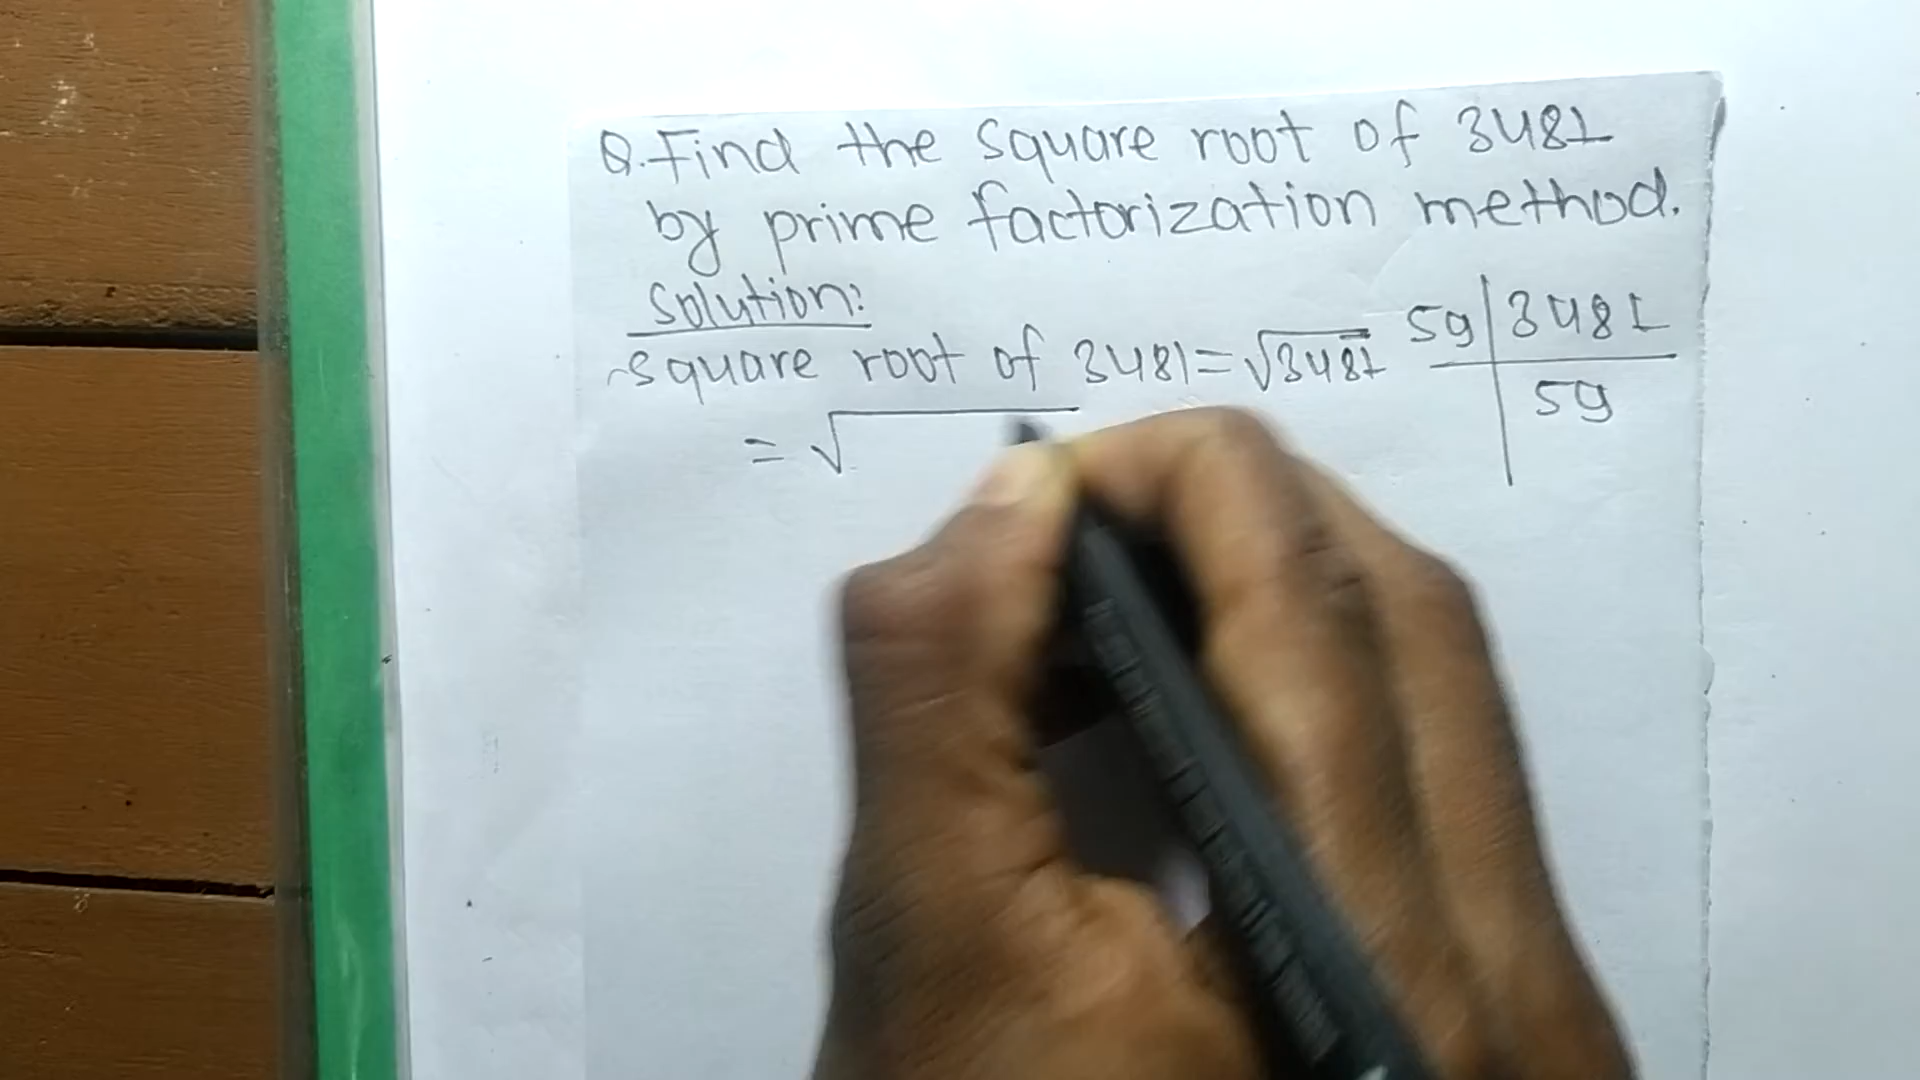 Q. Find the square root of 3481
by prime factorization method.
Solution:
square root of 3481 = √3481
59 | 3481
59
= √